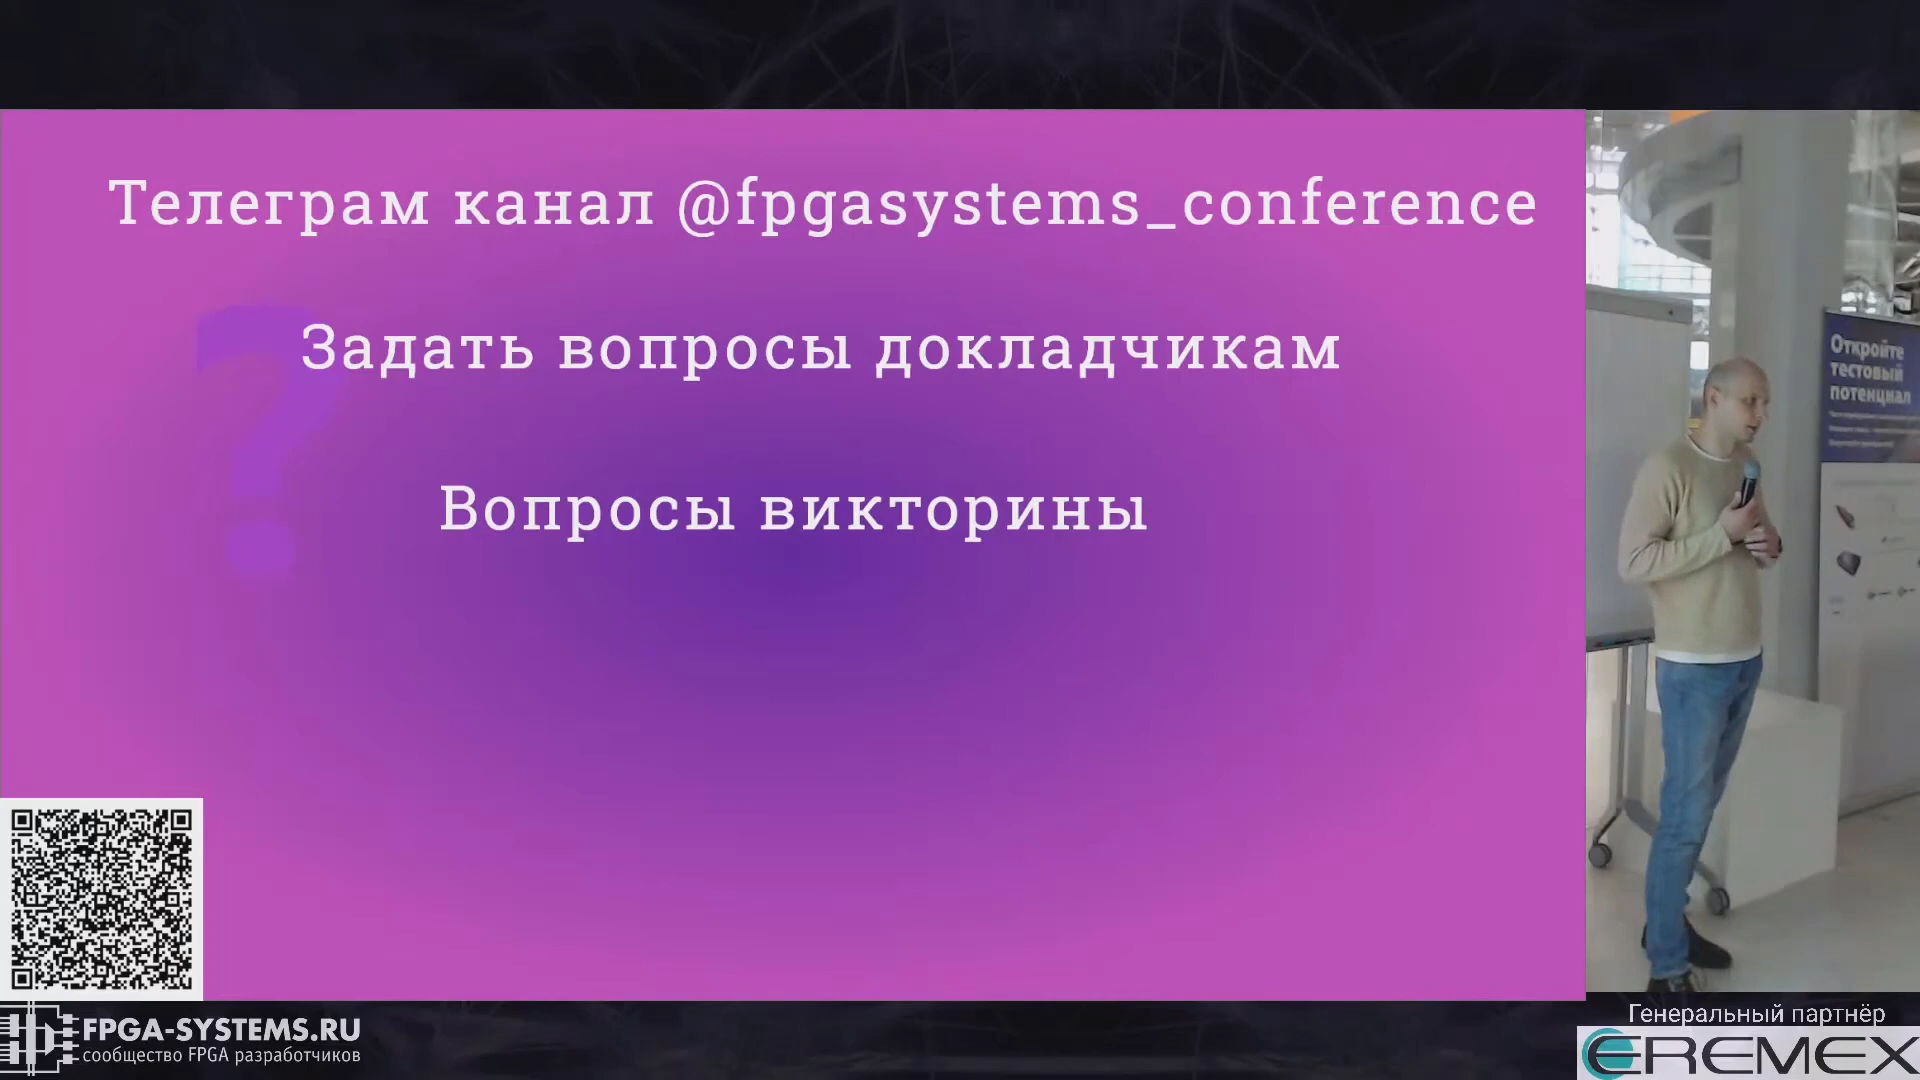 Телеграм канал @fpgasystems_conference
Задать вопросы докладчикам
?
Вопросы викторины
Откройте
тестовый
потенциал
FPGA-SYSTEMS.RU
сообщество FPGA разработчиков
Генеральный партнёр
EREMEX